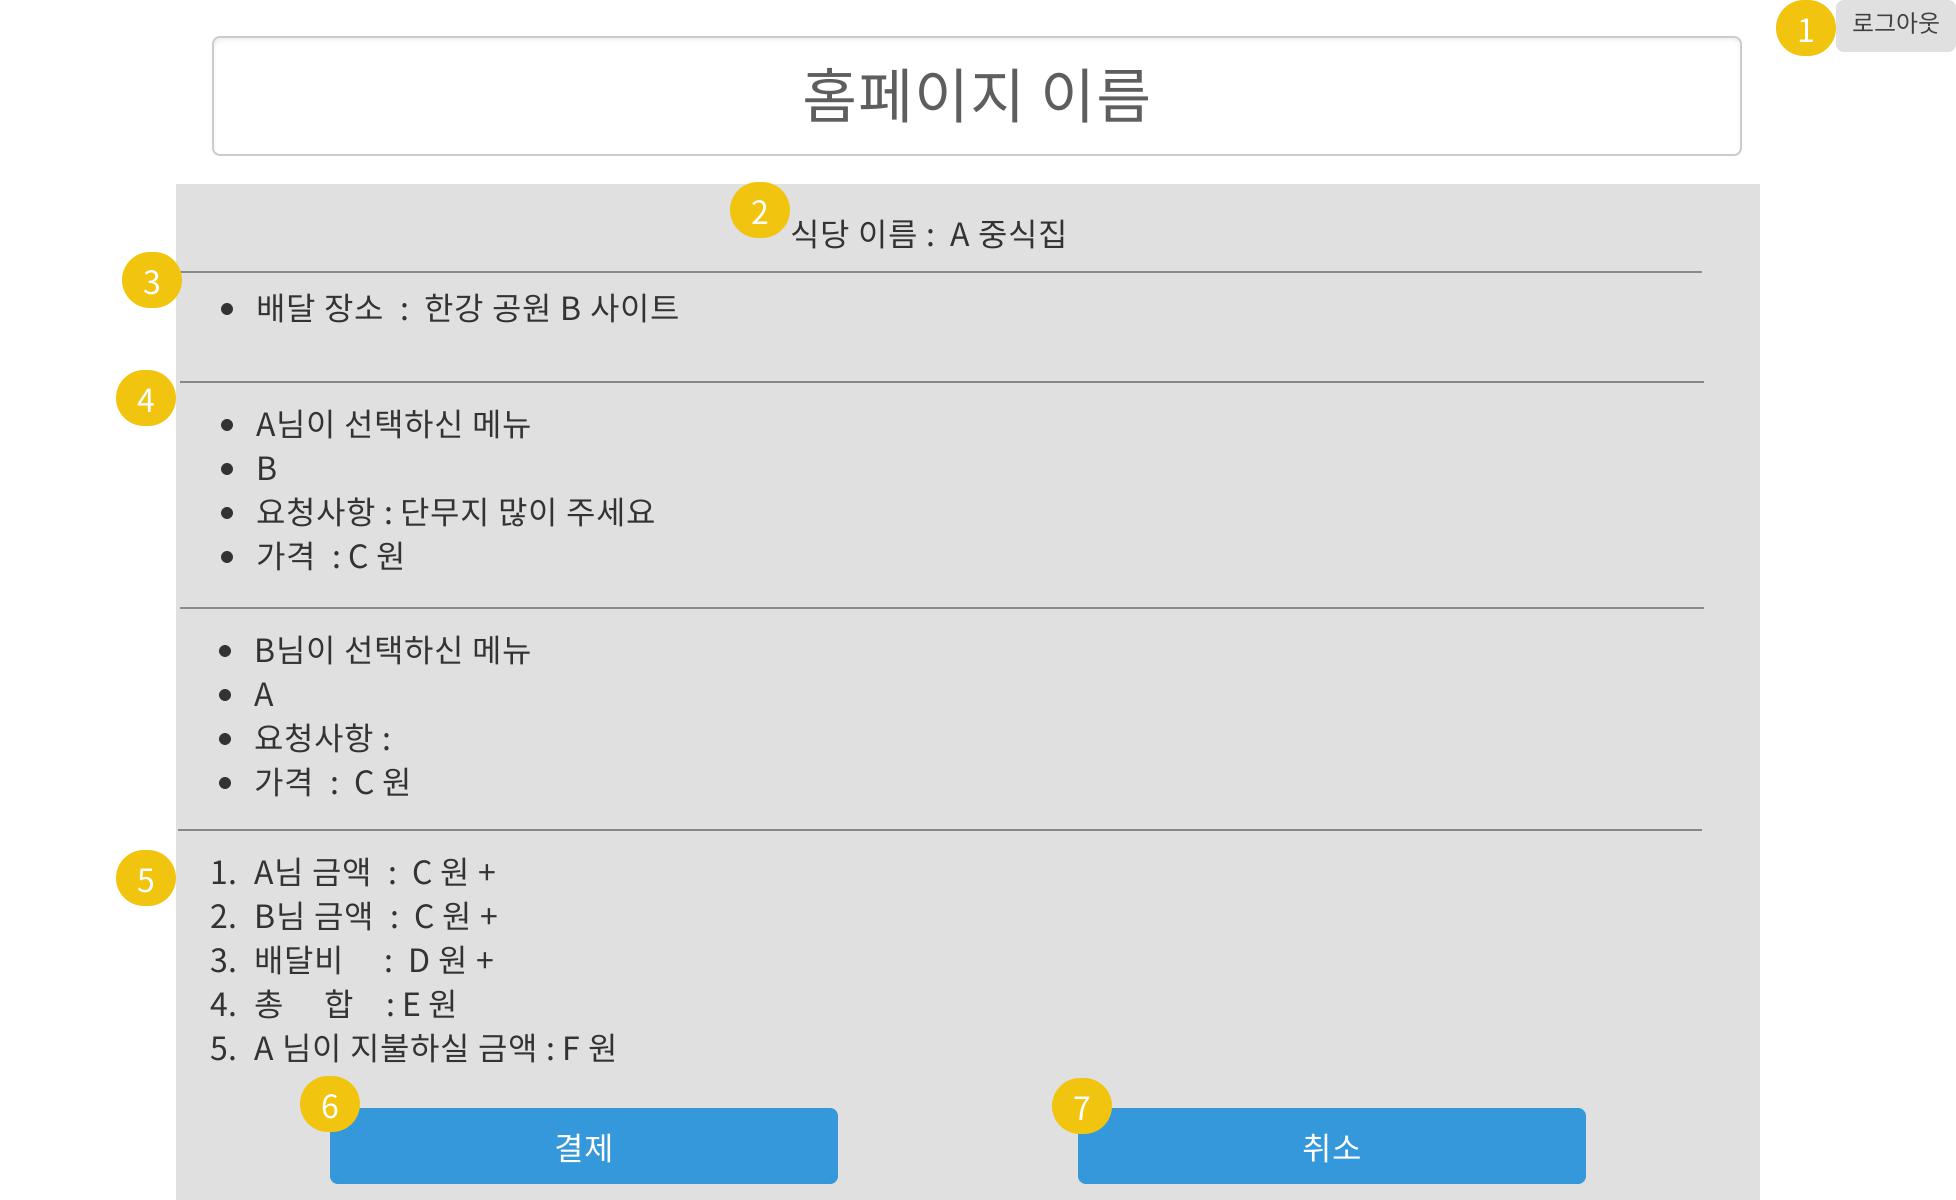 1 로그아웃
홈페이지 이름
2 식당 이름 : A 중식집
3
• 배달 장소 : 한강 공원 B 사이트
4
• A님이 선택하신 메뉴
• B
• 요청사항 : 단무지 많이 주세요
• 가격 : C 원
• B님이 선택하신 메뉴
• A
• 요청사항 :
• 가격 : C 원
5
1. A님 금액 : C 원 +
2. B님 금액 : C 원 +
3. 배달비 : D 원 +
4. 총 합 : E 원
5. A 님이 지불하실 금액 : F 원
6 결제
7 취소